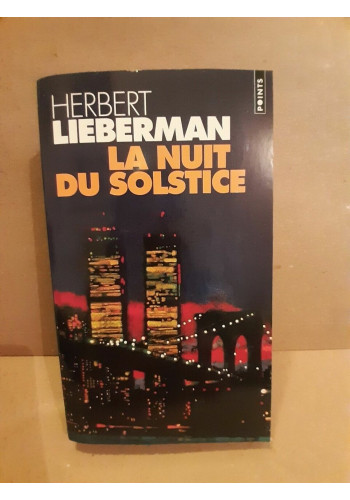 POINTS
HERBERT
LIEBERMAN
LA NUIT
DU SOLSTICE